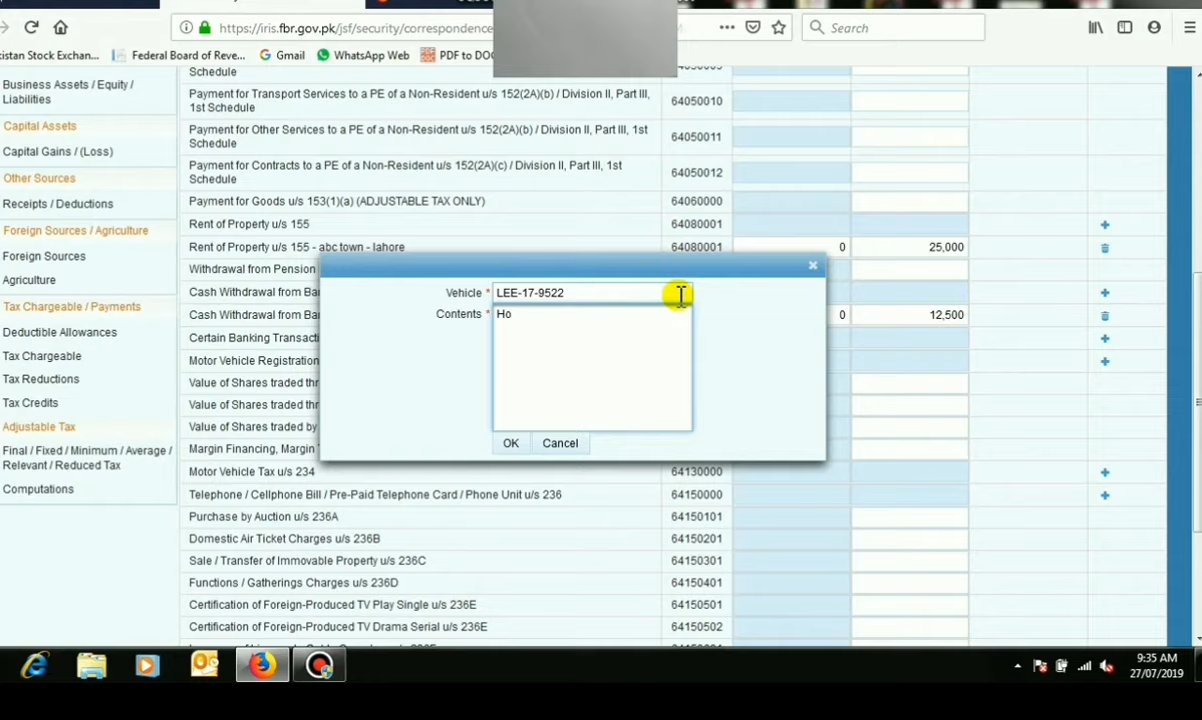 https://iris.fbr.gov.pk/jsf/security/correspondence
Search
kistan Stock Exchan...
Federal Board of Reve...
Gmail
WhatsApp Web
PDF to DO
Business Assets / Equity /
Liabilities
Capital Assets
Capital Gains / (Loss)
Other Sources
Receipts / Deductions
Foreign Sources / Agriculture
Foreign Sources
Agriculture
Tax Chargeable / Payments
Deductible Allowances
Tax Chargeable
Tax Reductions
Tax Credits
Adjustable Tax
Final / Fixed / Minimum / Average /
Relevant / Reduced Tax
Computations
Schedule
Payment for Transport Services to a PE of a Non-Resident u/s 152(2A)(b) / Division II, Part III,
1st Schedule
64050010
Payment for Other Services to a PE of a Non-Resident u/s 152(2A)(b) / Division II, Part III, 1st
Schedule
64050011
Payment for Contracts to a PE of a Non-Resident u/s 152(2A)(c) / Division II, Part III, 1st
Schedule
64050012
Payment for Goods u/s 153(1)(a) (ADJUSTABLE TAX ONLY) 64060000
Rent of Property u/s 155 64080000
Rent of Property u/s 155 - abc town - lahore 64080001 0 25,000
Withdrawal from Pension
Cash Withdrawal from Ba
Cash Withdrawal from Ba 0 12,500
Certain Banking Transacti
Motor Vehicle Registration
Value of Shares traded thr
Value of Shares traded thr
Value of Shares traded by
Margin Financing, Margin T
Vehicle * LEE-17-9522
Contents * Ho
OK Cancel
Motor Vehicle Tax u/s 234 64130000
Telephone / Cellphone Bill / Pre-Paid Telephone Card / Phone Unit u/s 236 64150000
Purchase by Auction u/s 236A 64150101
Domestic Air Ticket Charges u/s 236B 64150201
Sale / Transfer of Immovable Property u/s 236C 64150301
Functions / Gatherings Charges u/s 236D 64150401
Certification of Foreign-Produced TV Play Single u/s 236E 64150501
Certification of Foreign-Produced TV Drama Serial u/s 236E 64150502
9:35 AM
27/07/2019